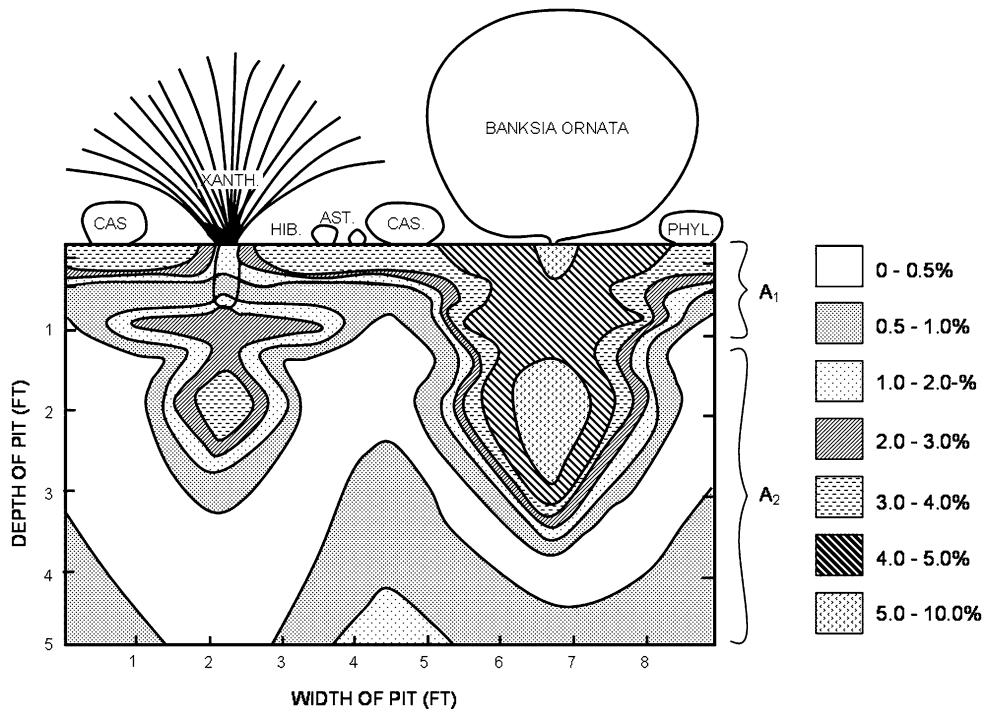 BANKSIA ORNATA
XANTH.
CAS
HIB.
AST.
CAS.
PHYL.
A1
A2
DEPTH OF PIT (FT)
1
2
3
4
5
1 2 3 4 5 6 7 8
WIDTH OF PIT (FT)
0 - 0.5%
0.5 - 1.0%
1.0 - 2.0-%
2.0 - 3.0%
3.0 - 4.0%
4.0 - 5.0%
5.0 - 10.0%